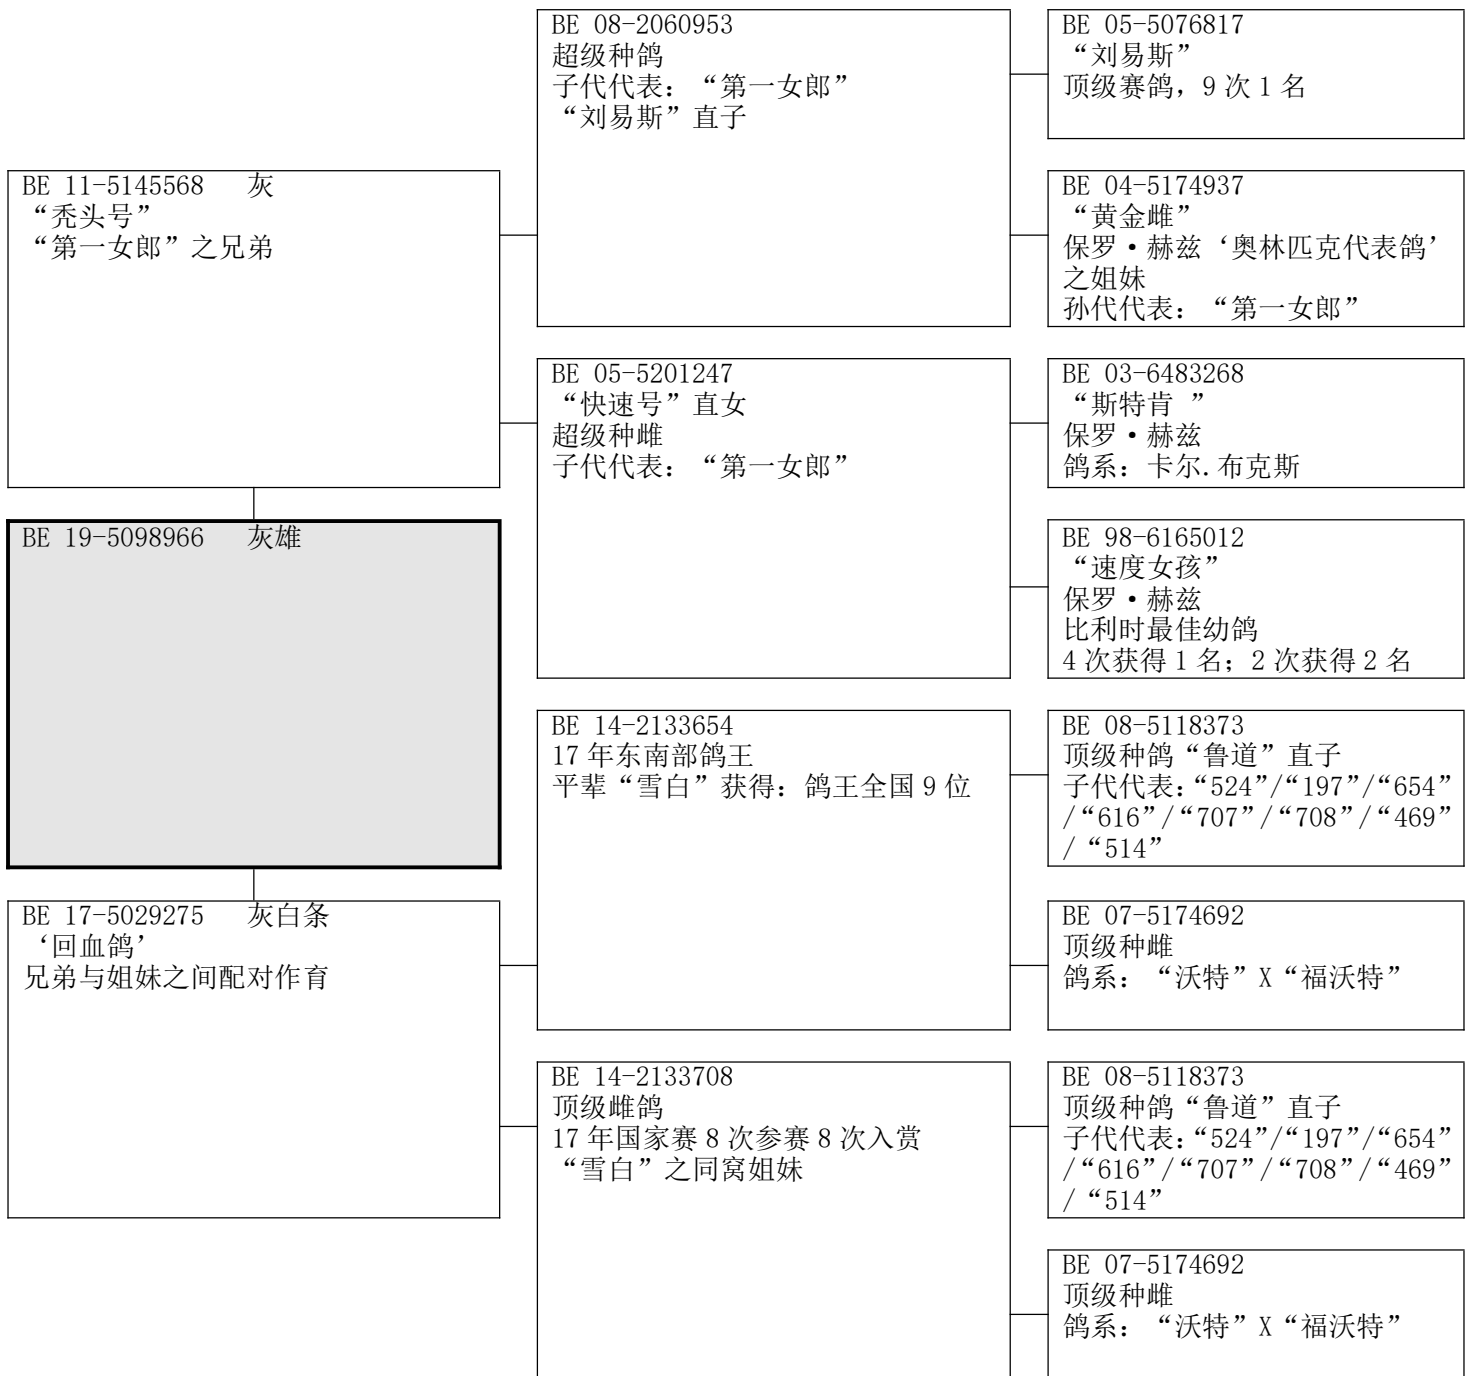 BE 11-5145568 灰
“秃头号”
“第一女郎”之兄弟
BE 19-5098966 灰雄
BE 17-5029275 灰白条
‘回血鸽’
兄弟与姐妹之间配对作育
BE 08-2060953
超级种鸽
子代代表：“第一女郎”
“刘易斯”直子
BE 05-5201247
“快速号”直女
超级种雌
子代代表：“第一女郎”
BE 14-2133654
17 年东南部鸽王
平辈“雪白”获得：鸽王全国 9 位
BE 14-2133708
顶级雌鸽
17 年国家赛 8 次参赛 8 次入赏
“雪白”之同窝姐妹
BE 05-5076817
“刘易斯”
顶级赛鸽，9 次 1 名
BE 04-5174937
“黄金雌”
保罗•赫兹‘奥林匹克代表鸽’
之姐妹
孙代代表：“第一女郎”
BE 03-6483268
“斯特肯 ”
保罗•赫兹
鸽系：卡尔.布克斯
BE 98-6165012
“速度女孩”
保罗•赫兹
比利时最佳幼鸽
4 次获得 1 名；2 次获得 2 名
BE 08-5118373
顶级种鸽“鲁道”直子
子代代表：“524”/“197”/“654”
/“616”/“707”/“708”/“469”
/ “514”
BE 07-5174692
顶级种雌
鸽系：“沃特”X“福沃特”
BE 08-5118373
顶级种鸽“鲁道”直子
子代代表：“524”/“197”/“654”
/“616”/“707”/“708”/“469”
/ “514”
BE 07-5174692
顶级种雌
鸽系：“沃特”X“福沃特”